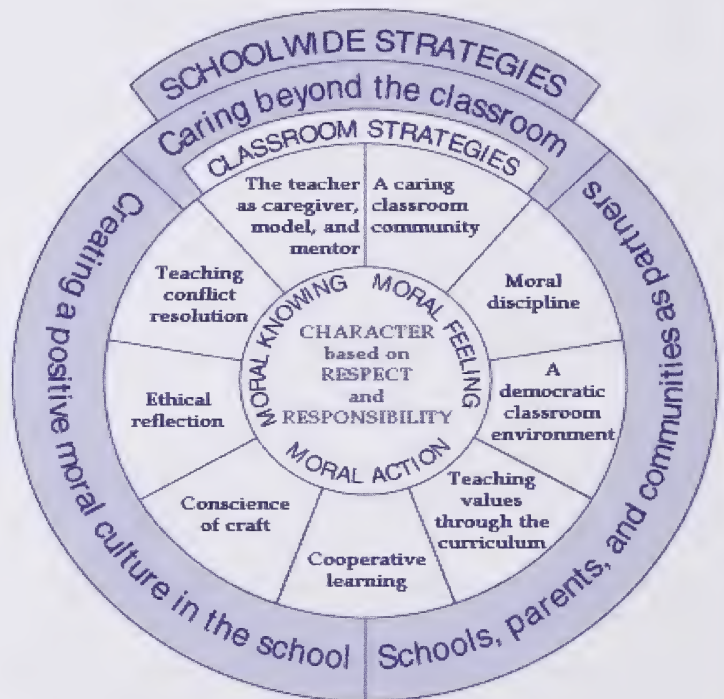 SCHOOLWIDE STRATEGIES
Caring beyond the classroom
CLASSROOM STRATEGIES
The teacher
as caregiver,
model, and
mentor
A caring
classroom
community
Moral
discipline
A
democratic
classroom
environment
Teaching
values
through the
curriculum
Cooperative
learning
Conscience
of craft
Ethical
reflection
Teaching
conflict
resolution
MORAL KNOWING
MORAL FEELING
MORAL ACTION
CHARACTER
based on
RESPECT
and
RESPONSIBILITY
Creating a positive moral culture in the school
Schools, parents, and communities as partners